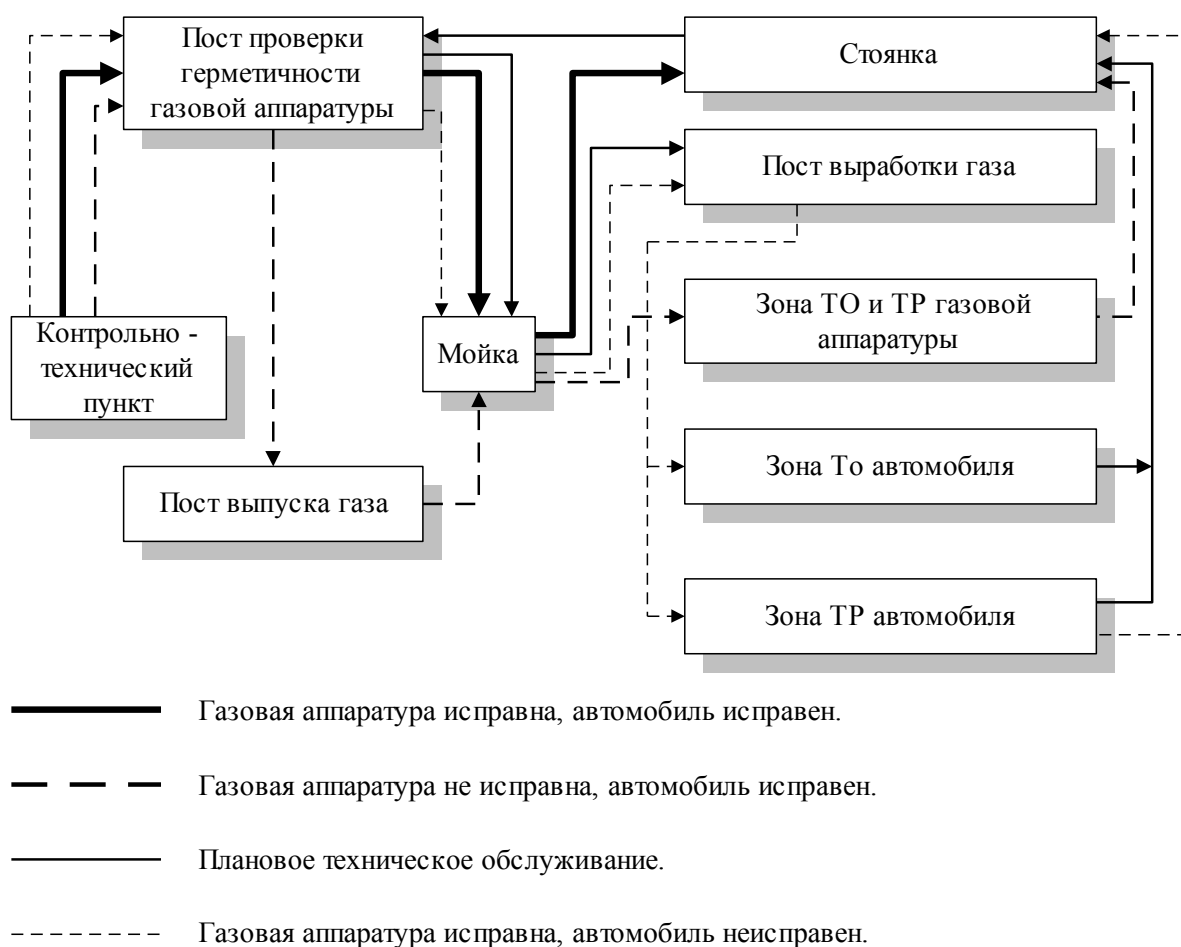 Пост проверки
герметичности
газовой аппаратуры
Стоянка
Пост выработки газа
Зона ТО и ТР газовой
аппаратуры
Контрольно -
технический
пункт
Мойка
Зона То автомобиля
Пост выпуска газа
Зона ТР автомобиля
Газовая аппаратура исправна, автомобиль исправен.
Газовая аппаратура не исправна, автомобиль исправен.
Плановое техническое обслуживание.
Газовая аппаратура исправна, автомобиль неисправен.